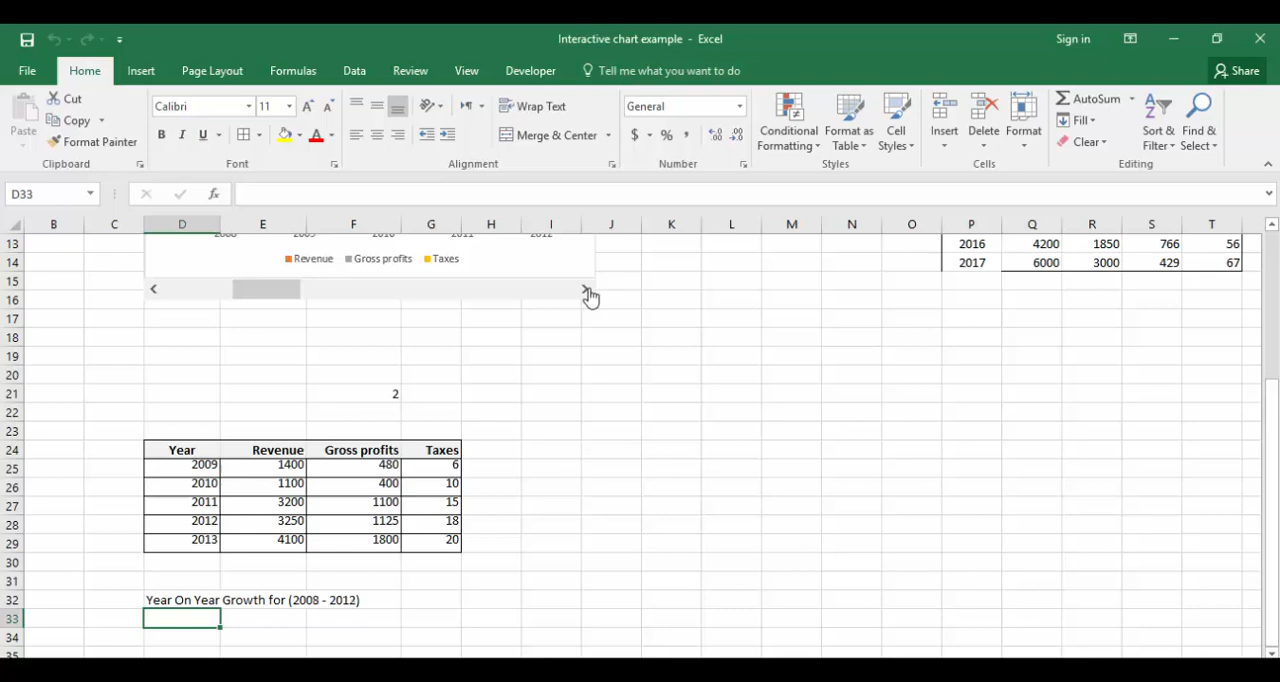 Interactive chart example - Excel
Sign in
File Home Insert Page Layout Formulas Data Review View Developer Tell me what you want to do Share
Paste Cut Copy Format Painter Clipboard
Calibri 11 B I U Font
Wrap Text Merge & Center Alignment
General $ % , Number
Conditional Formatting Format as Table Cell Styles Styles
Insert Delete Format Cells
AutoSum Fill Clear Sort & Filter Find & Select Editing
D33 fx
B C D E F G H I J K L M N O P Q R S T
13 2016 4200 1850 766 56
14 Revenue Gross profits Taxes 2017 6000 3000 429 67
15
16
17
18
19
20
21 2
22
23
24 Year Revenue Gross profits Taxes
25 2009 1400 480 6
26 2010 1100 400 10
27 2011 3200 1100 15
28 2012 3250 1125 18
29 2013 4100 1800 20
30
31
32 Year On Year Growth for (2008 - 2012)
33
34
35